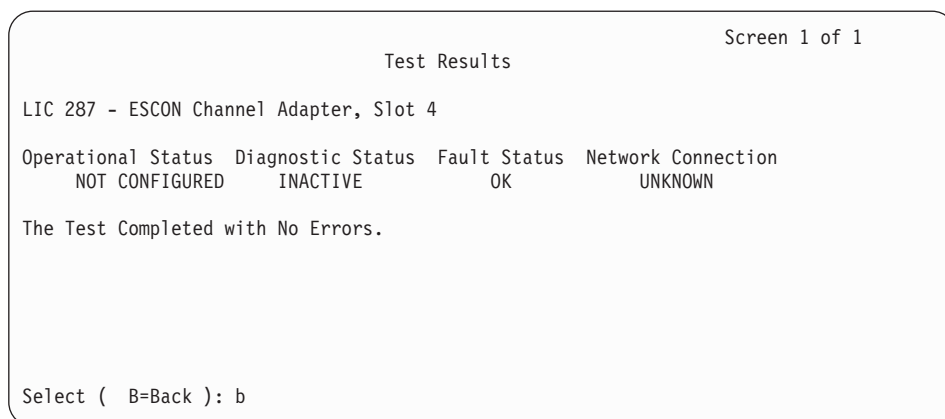 Screen 1 of 1
Test Results
LIC 287 - ESCON Channel Adapter, Slot 4
Operational Status Diagnostic Status Fault Status Network Connection
NOT CONFIGURED INACTIVE OK UNKNOWN
The Test Completed with No Errors.
Select ( B=Back ): b